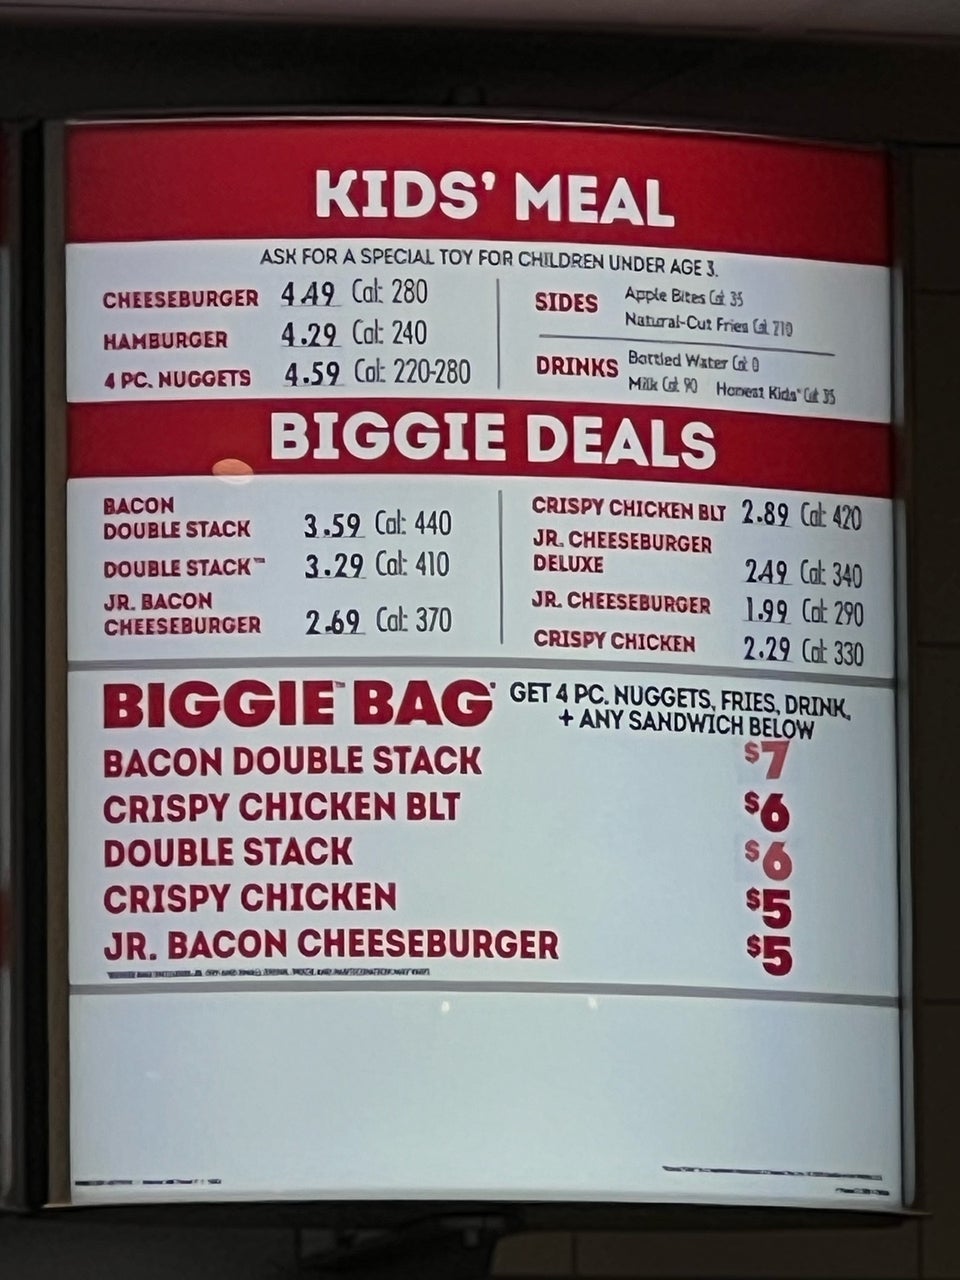 KIDS' MEAL
ASK FOR A SPECIAL TOY FOR CHILDREN UNDER AGE 3.
CHEESEBURGER 4.49 Cal: 280
HAMBURGER 4.29 Cal: 240
4 PC. NUGGETS 4.59 Cal: 220-280
SIDES Apple Bites Cal: 35
Natural-Cut Fries Cal: 210
DRINKS Bottled Water Cal: 0
Milk Cal: 90 Honest Kids® Cal: 35
BIGGIE DEALS
BACON
DOUBLE STACK 3.59 Cal: 440
DOUBLE STACK™ 3.29 Cal: 410
JR. BACON
CHEESEBURGER 2.69 Cal: 370
CRISPY CHICKEN BLT 2.89 Cal: 420
JR. CHEESEBURGER
DELUXE 2.49 Cal: 340
JR. CHEESEBURGER 1.99 Cal: 290
CRISPY CHICKEN 2.29 Cal: 330
BIGGIE™ BAG® GET 4 PC. NUGGETS, FRIES, DRINK,
+ ANY SANDWICH BELOW
BACON DOUBLE STACK $7
CRISPY CHICKEN BLT $6
DOUBLE STACK $6
CRISPY CHICKEN $5
JR. BACON CHEESEBURGER $5